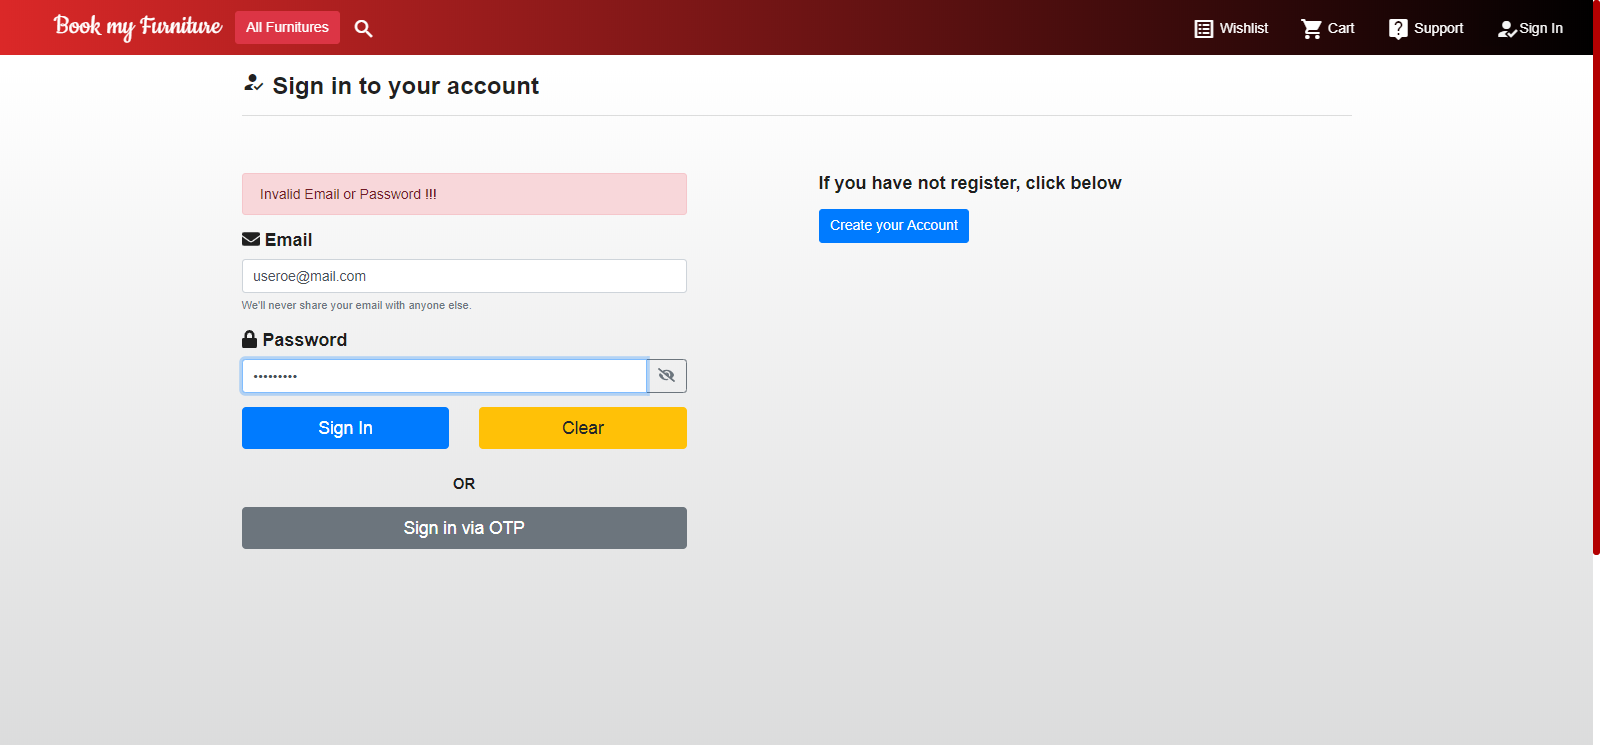 Book my Furniture All Furnitures Wishlist Cart Support Sign In
Sign in to your account
Invalid Email or Password !!!
Email
useroe@mail.com
We'll never share your email with anyone else.
Password
•••••••••
Sign In Clear
OR
Sign in via OTP
If you have not register, click below
Create your Account